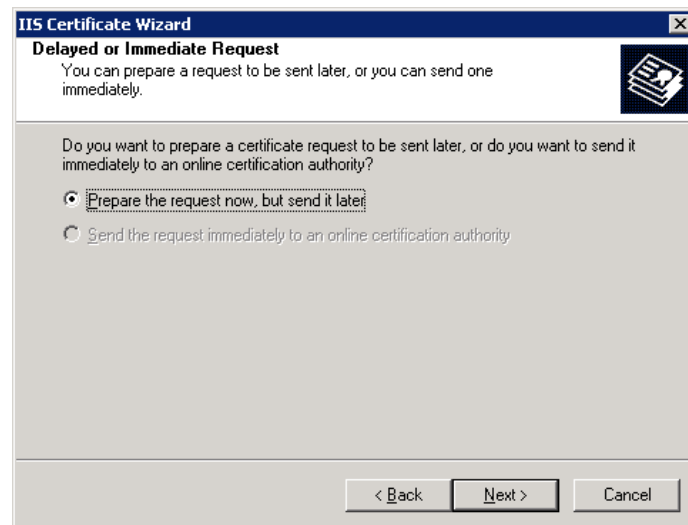 IIS Certificate Wizard
Delayed or Immediate Request
You can prepare a request to be sent later, or you can send one
immediately.
Do you want to prepare a certificate request to be sent later, or do you want to send it
immediately to an online certification authority?
Prepare the request now, but send it later
Send the request immediately to an online certification authority
< Back Next > Cancel